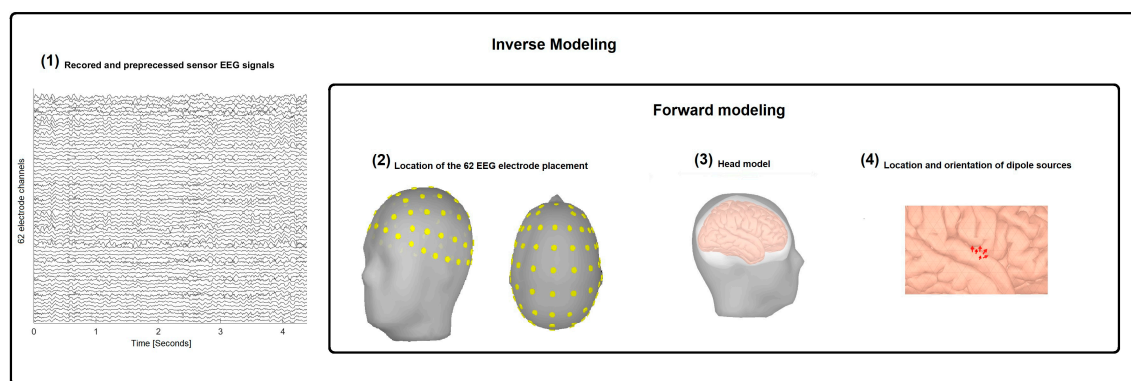 Inverse Modeling
(1) Recored and preprecessed sensor EEG signals
62 electrode channels
0 1 2 3 4
Time [Seconds]
Forward modeling
(2) Location of the 62 EEG electrode placement
(3) Head model
(4) Location and orientation of dipole sources